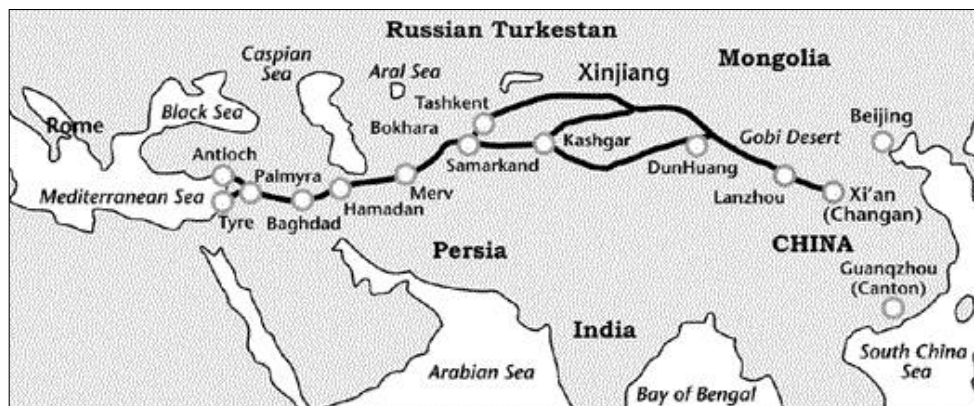 Russian Turkestan
Caspian
Sea
Mongolia
Aral Sea
Xinjiang
Black Sea
Tashkent
Rome
Bokhara
Kashgar
Gobi Desert
Beijing
Antioch
Samarkand
DunHuang
Palmyra
Merv
Lanzhou
Xi'an
(Changan)
Mediterranean Sea
Hamadan
Tyre
Baghdad
Persia
CHINA
Guanqzhou
(Canton)
India
Arabian Sea
South China
Sea
Bay of Bengal